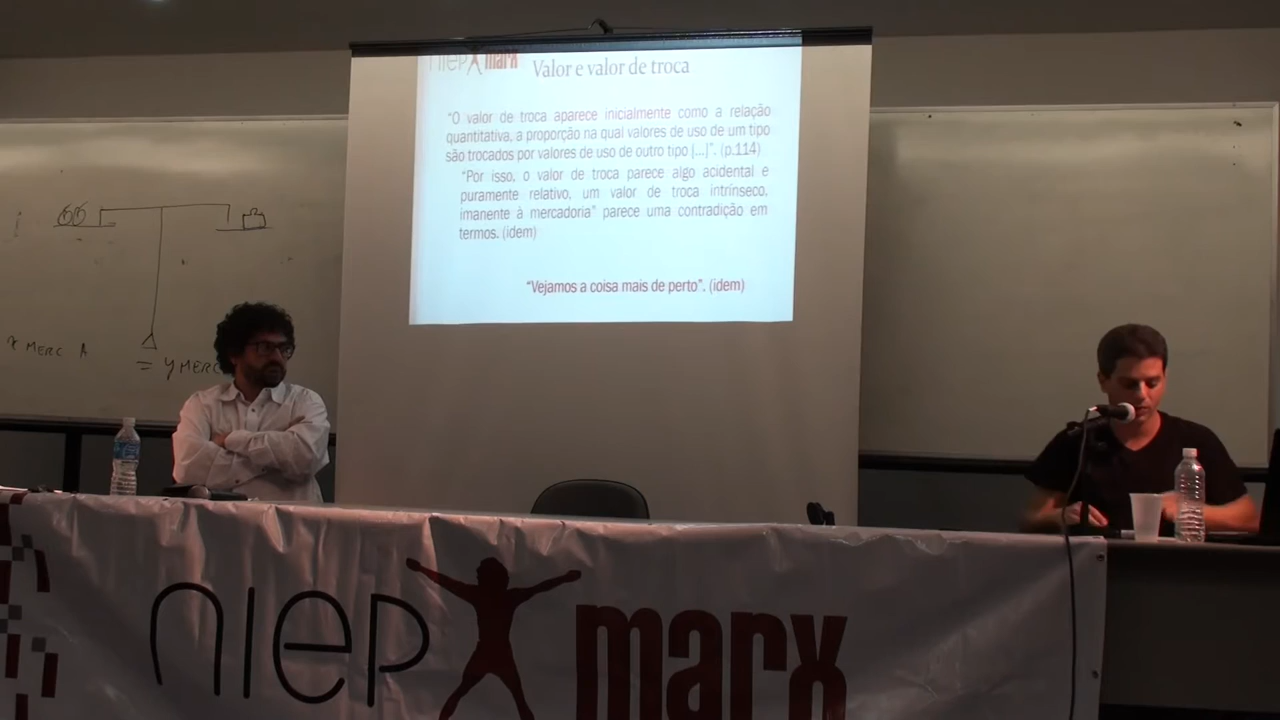 NIEP marx
Valor e valor de troca
“O valor de troca aparece inicialmente como a relação
quantitativa, a proporção na qual valores de uso de um tipo
são trocados por valores de uso de outro tipo [...]”. (p.114)
“Por isso, o valor de troca parece algo acidental e
puramente relativo, um valor de troca intrínseco,
imanente à mercadoria” parece uma contradição em
termos. (idem)
“Vejamos a coisa mais de perto”. (idem)
x MERC A
= y MERC
NIEP marx